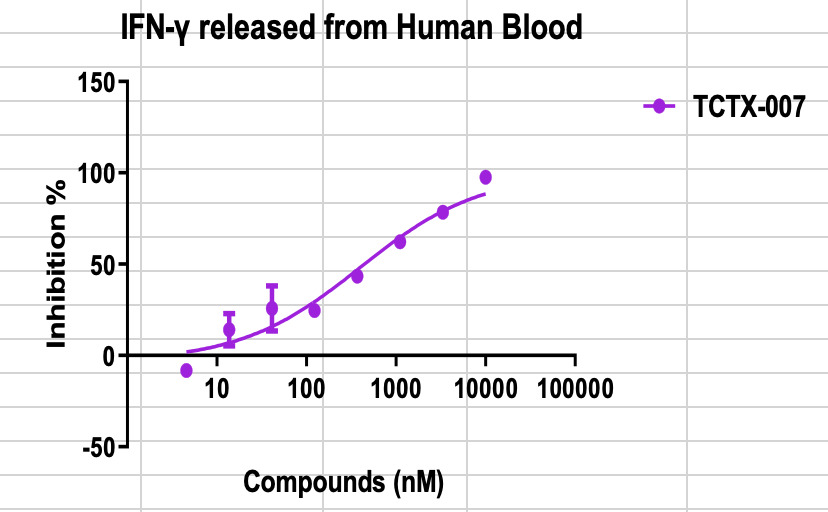 IFN-γ released from Human Blood
TCTX-007
150
100
50
0
-50
Inhibition %
10 100 1000 10000 100000
Compounds (nM)